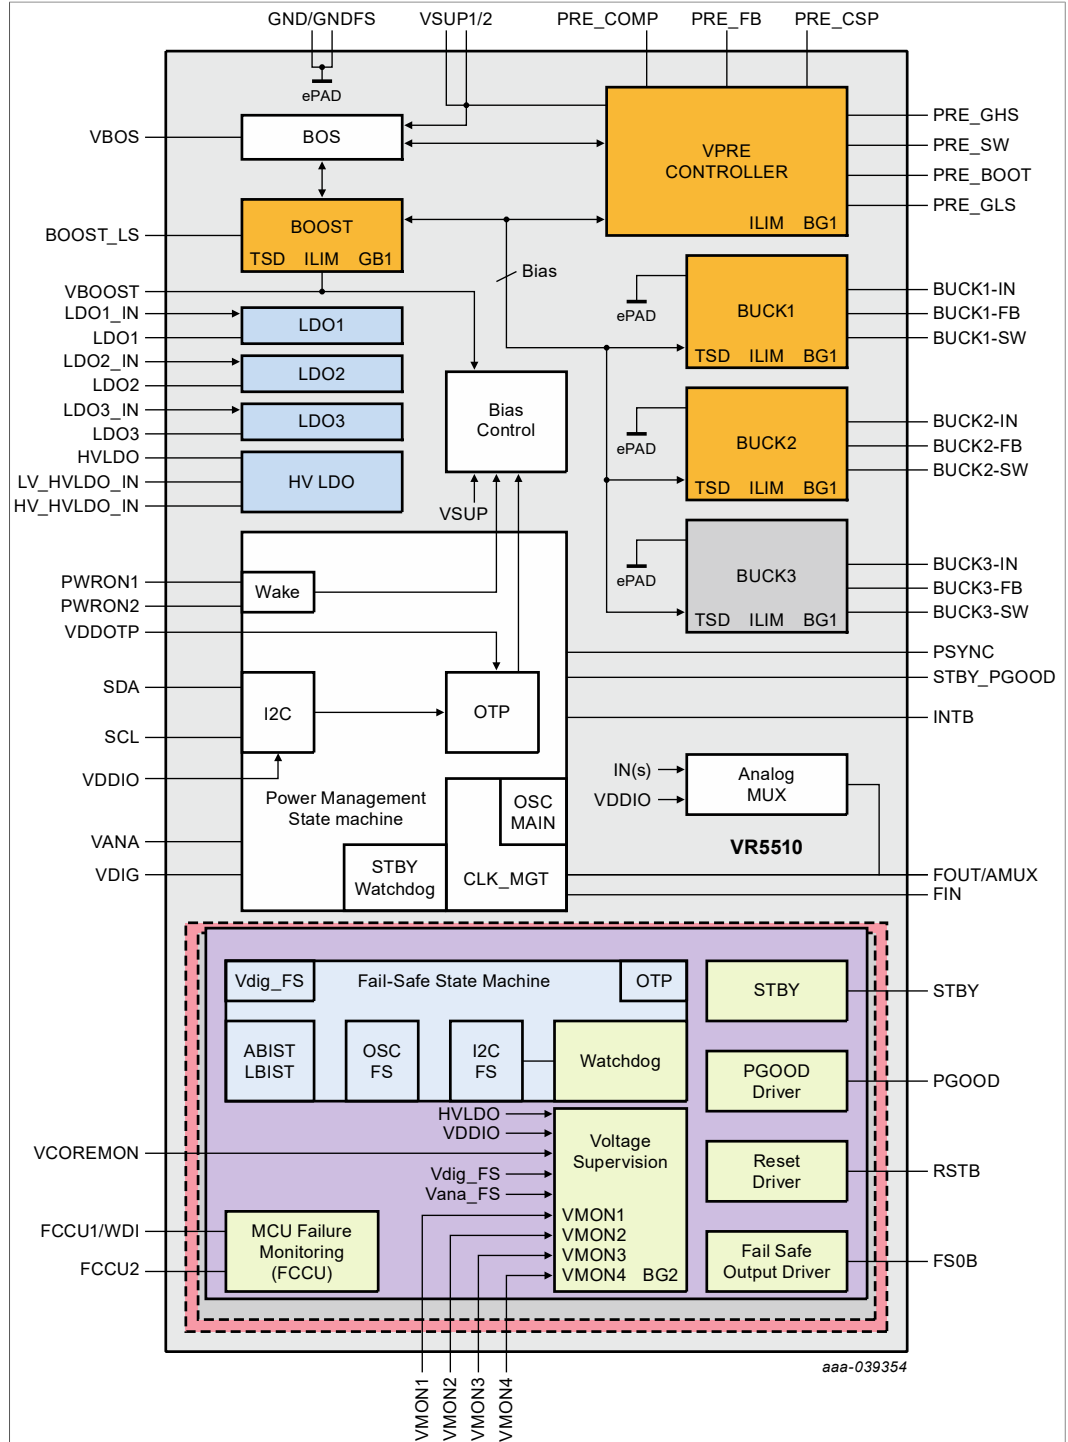 GND/GNDFS
VSUP1/2
PRE_COMP
PRE_FB
PRE_CSP
ePAD
VBOS
BOS
VPRE
CONTROLLER
ILIM
BG1
PRE_GHS
PRE_SW
PRE_BOOT
PRE_GLS
BOOST_LS
BOOST
TSD
ILIM
GB1
Bias
VBOOST
LDO1_IN
LDO1
LDO1
LDO2_IN
LDO2
LDO2
LDO3_IN
LDO3
LDO3
HVLDO
LV_HVLDO_IN
HV_HVLDO_IN
HV LDO
Bias
Control
VSUP
ePAD
BUCK1
TSD
ILIM
BG1
BUCK1-IN
BUCK1-FB
BUCK1-SW
ePAD
BUCK2
TSD
ILIM
BG1
BUCK2-IN
BUCK2-FB
BUCK2-SW
ePAD
BUCK3
TSD
ILIM
BG1
BUCK3-IN
BUCK3-FB
BUCK3-SW
PWRON1
PWRON2
Wake
VDDOTP
SDA
SCL
I2C
OTP
VDDIO
Power Management
State machine
VANA
VDIG
STBY
Watchdog
OSC
MAIN
CLK_MGT
PSYNC
STBY_PGOOD
INTB
IN(s)
VDDIO
Analog
MUX
VR5510
FOUT/AMUX
FIN
Vdig_FS
Fail-Safe State Machine
OTP
ABIST
LBIST
OSC
FS
I2C
FS
Watchdog
STBY
STBY
PGOOD
Driver
PGOOD
HVLDO
VDDIO
VCOREMON
Vdig_FS
Vana_FS
Voltage
Supervision
VMON1
VMON2
VMON3
VMON4
BG2
Reset
Driver
RSTB
FCCU1/WDI
FCCU2
MCU Failure
Monitoring
(FCCU)
Fail Safe
Output Driver
FS0B
VMON1
VMON2
VMON3
VMON4
aaa-039354